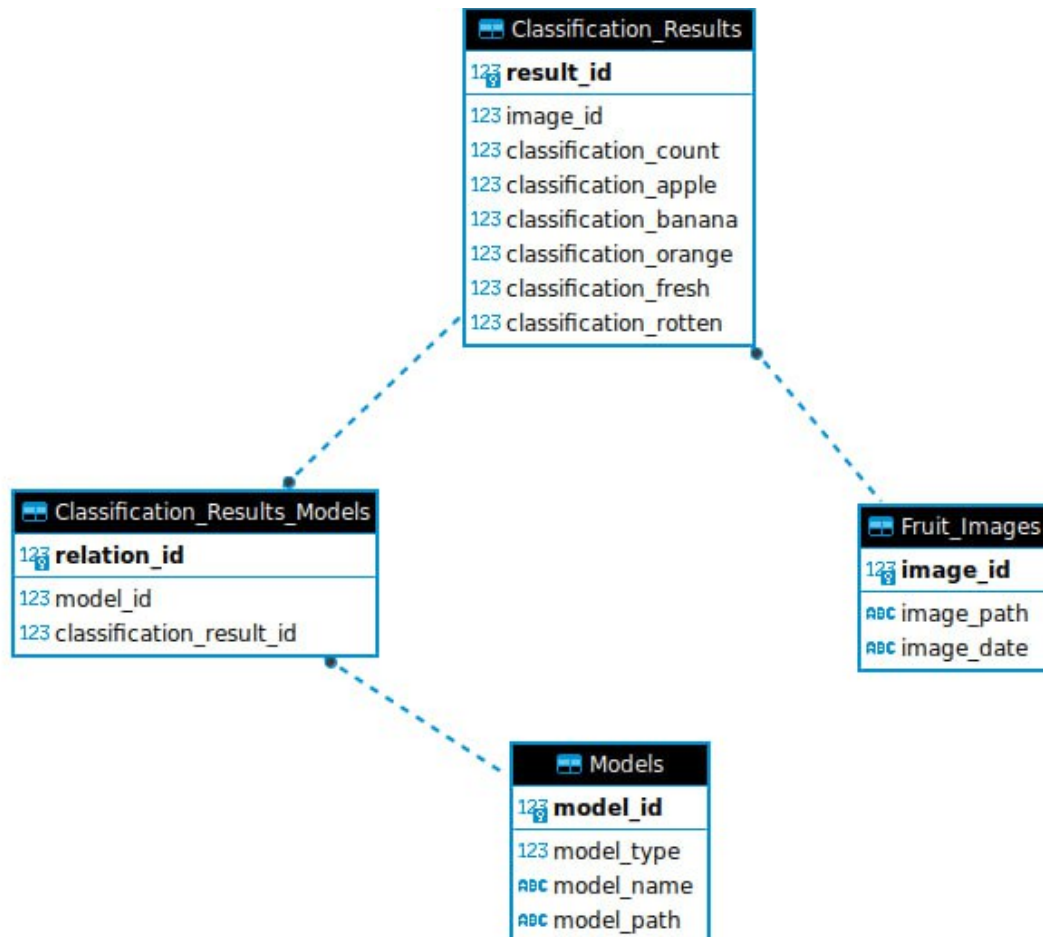 Classification_Results
123 result_id
123 image_id
123 classification_count
123 classification_apple
123 classification_banana
123 classification_orange
123 classification_fresh
123 classification_rotten
Classification_Results_Models
123 relation_id
123 model_id
123 classification_result_id
Fruit_Images
123 image_id
ABC image_path
ABC image_date
Models
123 model_id
123 model_type
ABC model_name
ABC model_path